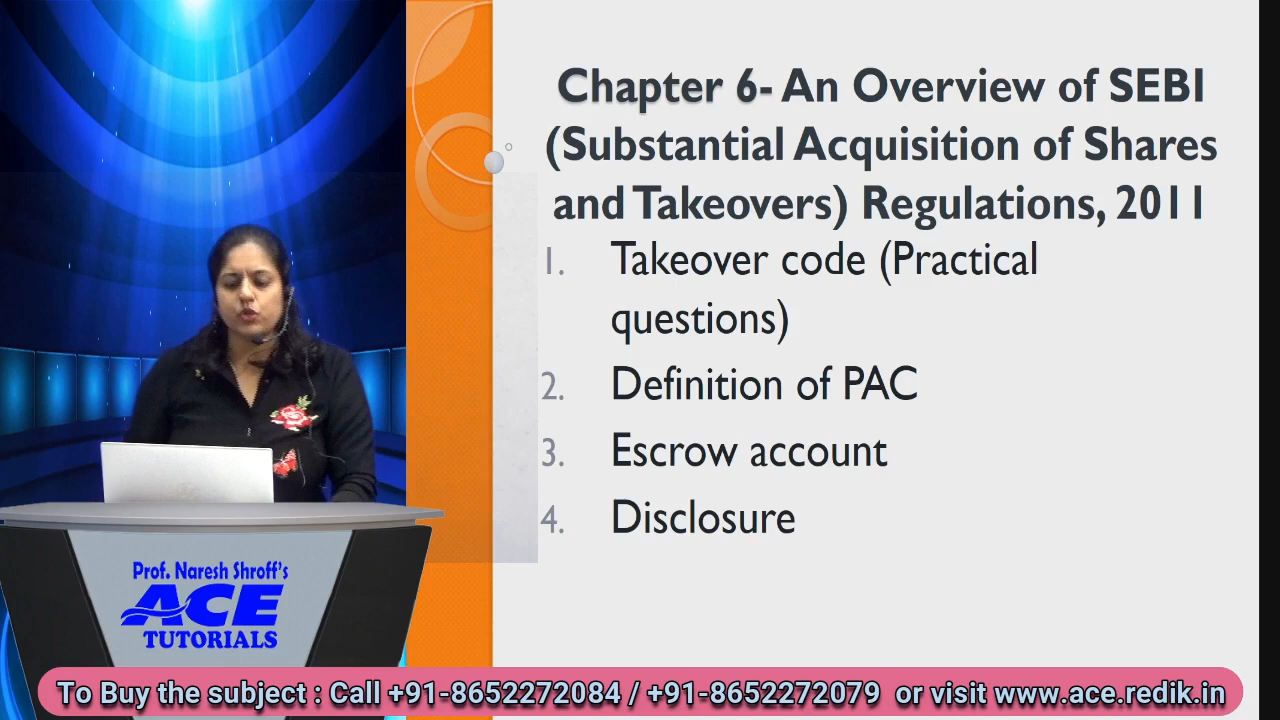 Chapter 6- An Overview of SEBI
(Substantial Acquisition of Shares
and Takeovers) Regulations, 2011
1. Takeover code (Practical
questions)
2. Definition of PAC
3. Escrow account
4. Disclosure
Prof. Naresh Shroff's
ACE
TUTORIALS
To Buy the subject : Call +91-8652272084 / +91-8652272079 or visit www.ace.redik.in